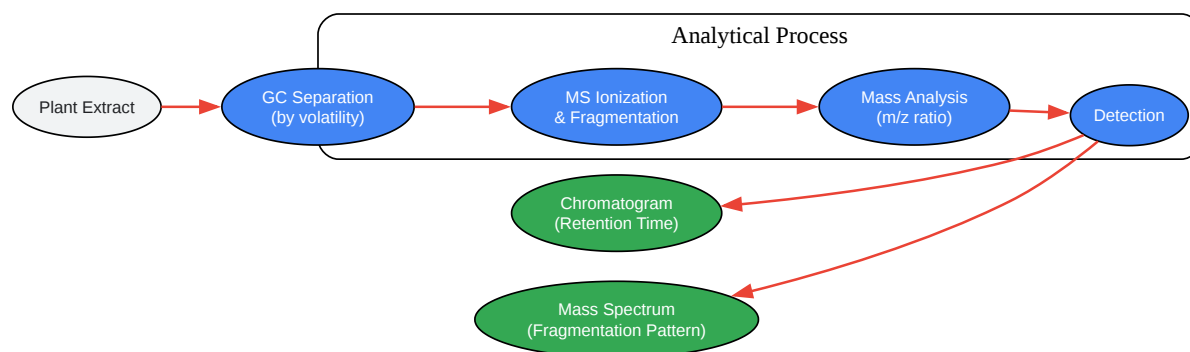 Analytical Process
Plant Extract
GC Separation
(by volatility)
MS Ionization
& Fragmentation
Mass Analysis
(m/z ratio)
Detection
Chromatogram
(Retention Time)
Mass Spectrum
(Fragmentation Pattern)